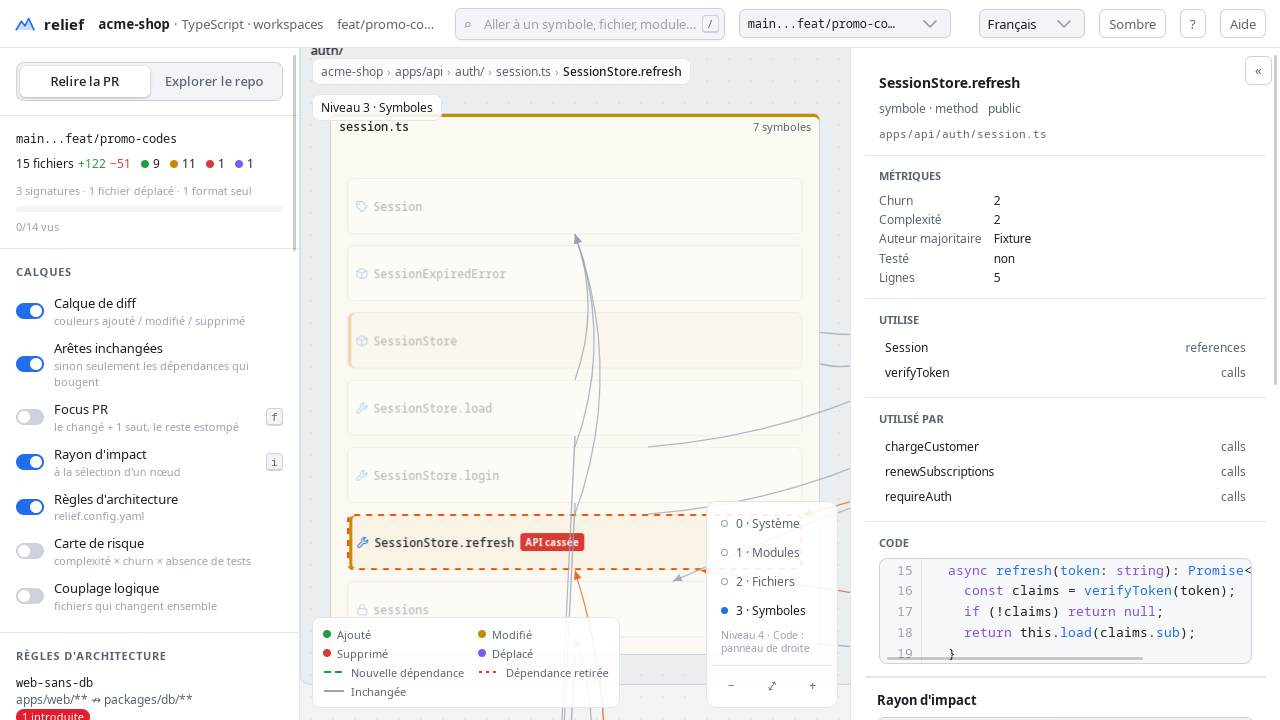 relief
acme-shop · TypeScript · workspaces
feat/promo-co…
Aller à un symbole, fichier, module…
/
main...feat/promo-co…
Français
Sombre
?
Aide
Relire la PR
Explorer le repo
main...feat/promo-codes
15 fichiers +122 −51 9 11 1 1
3 signatures · 1 fichier déplacé · 1 format seul
0/14 vus
CALQUES
Calque de diff
couleurs ajouté / modifié / supprimé
Arêtes inchangées
sinon seulement les dépendances qui
bougent
Focus PR
le changé + 1 saut, le reste estompé
f
Rayon d'impact
à la sélection d'un nœud
i
Règles d'architecture
relief.config.yaml
Carte de risque
complexité × churn × absence de tests
Couplage logique
fichiers qui changent ensemble
RÈGLES D'ARCHITECTURE
web-sans-db
apps/web/** ↛ packages/db/**
1 introduite
auth/
acme-shop › apps/api › auth/ › session.ts › SessionStore.refresh
Niveau 3 · Symboles
session.ts
7 symboles
Session
SessionExpiredError
SessionStore
SessionStore.load
SessionStore.login
SessionStore.refresh
API cassée
sessions
Ajouté
Modifié
Supprimé
Déplacé
Nouvelle dépendance
Dépendance retirée
Inchangée
0 · Système
1 · Modules
2 · Fichiers
3 · Symboles
Niveau 4 · Code :
panneau de droite
−
⤢
+
«
SessionStore.refresh
symbole · method public
apps/api/auth/session.ts
MÉTRIQUES
Churn 2
Complexité 2
Auteur majoritaire Fixture
Testé non
Lignes 5
UTILISE
Session references
verifyToken calls
UTILISÉ PAR
chargeCustomer calls
renewSubscriptions calls
requireAuth calls
CODE
15 async refresh(token: string): Promise<
16 const claims = verifyToken(token);
17 if (!claims) return null;
18 return this.load(claims.sub);
19 }
Rayon d'impact